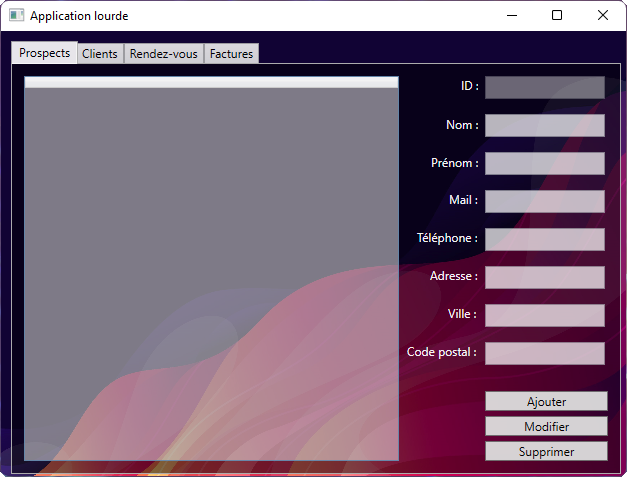 Application lourde
Prospects Clients Rendez-vous Factures
ID :
Nom :
Prénom :
Mail :
Téléphone :
Adresse :
Ville :
Code postal :
Ajouter
Modifier
Supprimer